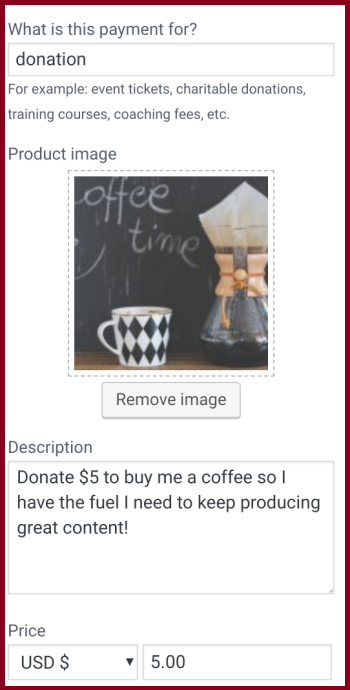 What is this payment for?
donation
For example: event tickets, charitable donations,
training courses, coaching fees, etc.
Product image
coffee
time
Remove image
Description
Donate $5 to buy me a coffee so I
have the fuel I need to keep producing
great content!
Price
USD $ 5.00